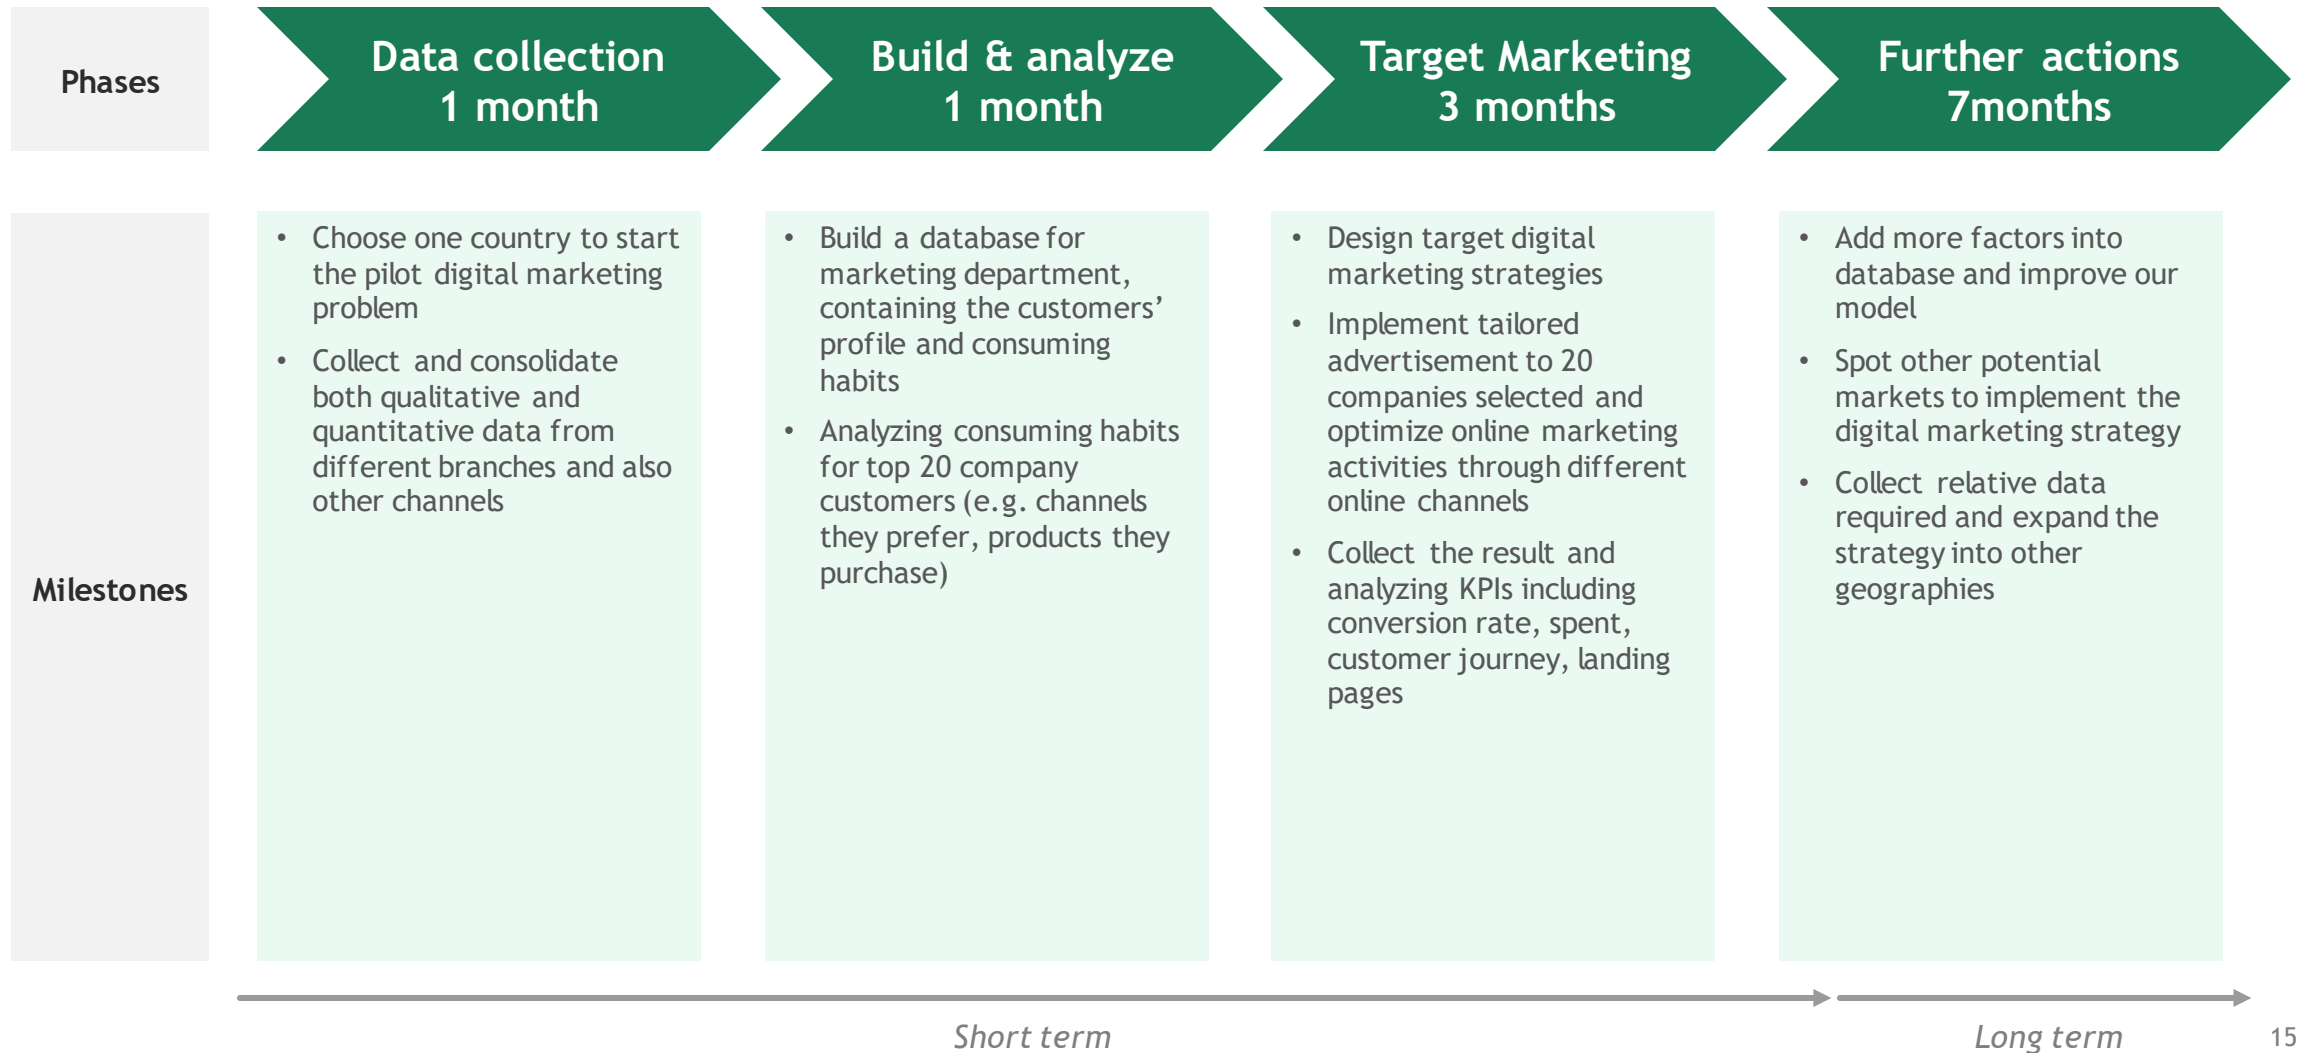 Phases
Data collection
1 month
Build & analyze
1 month
Target Marketing
3 months
Further actions
7months
Milestones
• Choose one country to start
the pilot digital marketing
problem
• Collect and consolidate
both qualitative and
quantitative data from
different branches and also
other channels
• Build a database for
marketing department,
containing the customers’
profile and consuming
habits
• Analyzing consuming habits
for top 20 company
customers (e.g. channels
they prefer, products they
purchase)
• Design target digital
marketing strategies
• Implement tailored
advertisement to 20
companies selected and
optimize online marketing
activities through different
online channels
• Collect the result and
analyzing KPIs including
conversion rate, spent,
customer journey, landing
pages
• Add more factors into
database and improve our
model
• Spot other potential
markets to implement the
digital marketing strategy
• Collect relative data
required and expand the
strategy into other
geographies
Short term
Long term
15